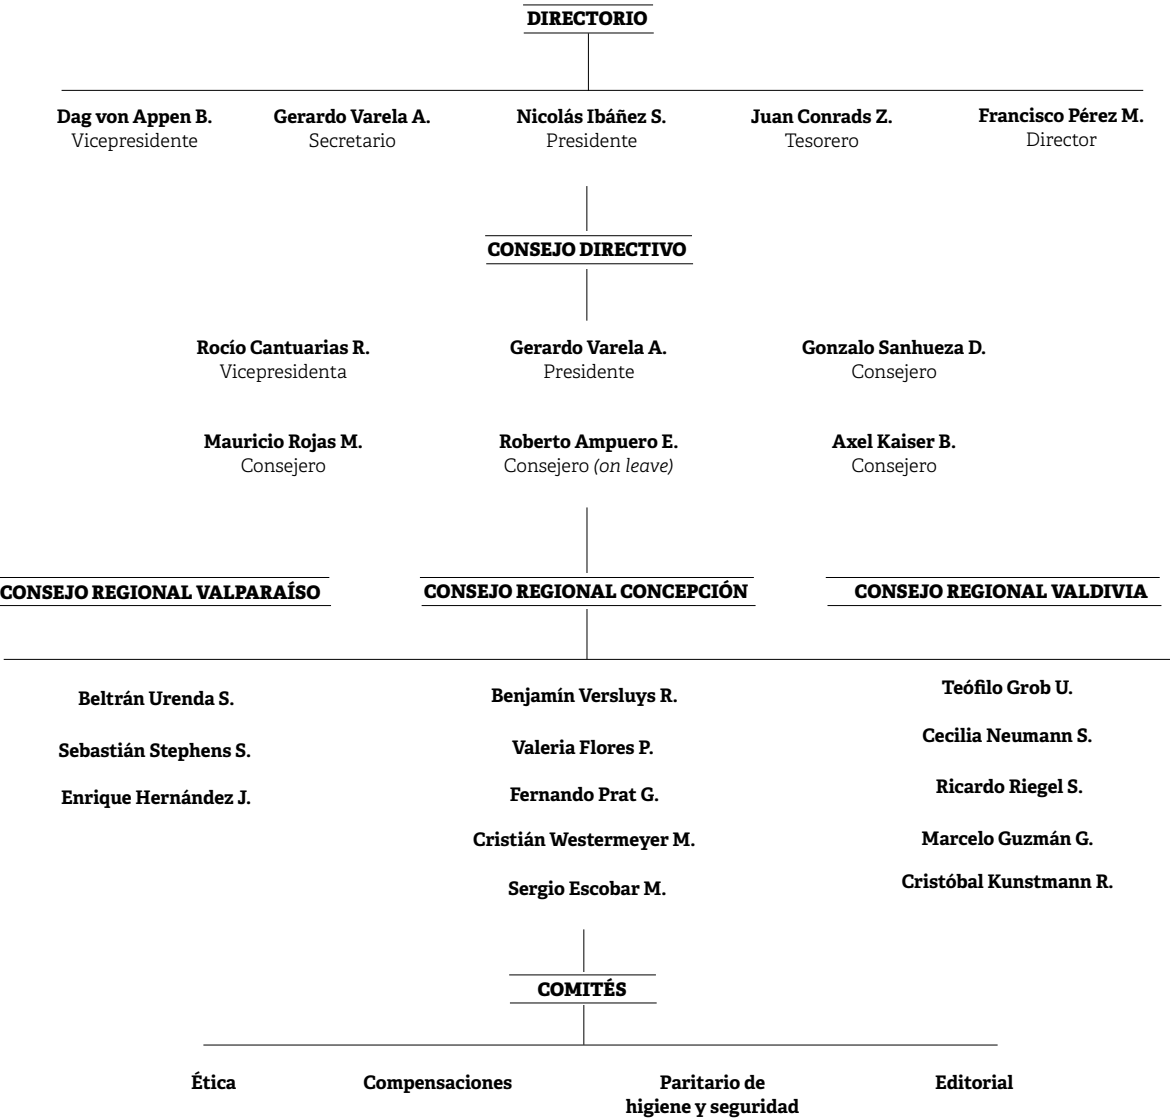 DIRECTORIO
Dag von Appen B.
Vicepresidente
Gerardo Varela A.
Secretario
Nicolás Ibáñez S.
Presidente
Juan Conrads Z.
Tesorero
Francisco Pérez M.
Director
CONSEJO DIRECTIVO
Rocío Cantuarias R.
Vicepresidenta
Gerardo Varela A.
Presidente
Gonzalo Sanhueza D.
Consejero
Mauricio Rojas M.
Consejero
Roberto Ampuero E.
Consejero (on leave)
Axel Kaiser B.
Consejero
CONSEJO REGIONAL VALPARAÍSO
Beltrán Urenda S.
Sebastián Stephens S.
Enrique Hernández J.
CONSEJO REGIONAL CONCEPCIÓN
Benjamín Versluys R.
Valeria Flores P.
Fernando Prat G.
Cristián Westermeyer M.
Sergio Escobar M.
CONSEJO REGIONAL VALDIVIA
Teófilo Grob U.
Cecilia Neumann S.
Ricardo Riegel S.
Marcelo Guzmán G.
Cristóbal Kunstmann R.
COMITÉS
Ética
Compensaciones
Paritario de
higiene y seguridad
Editorial